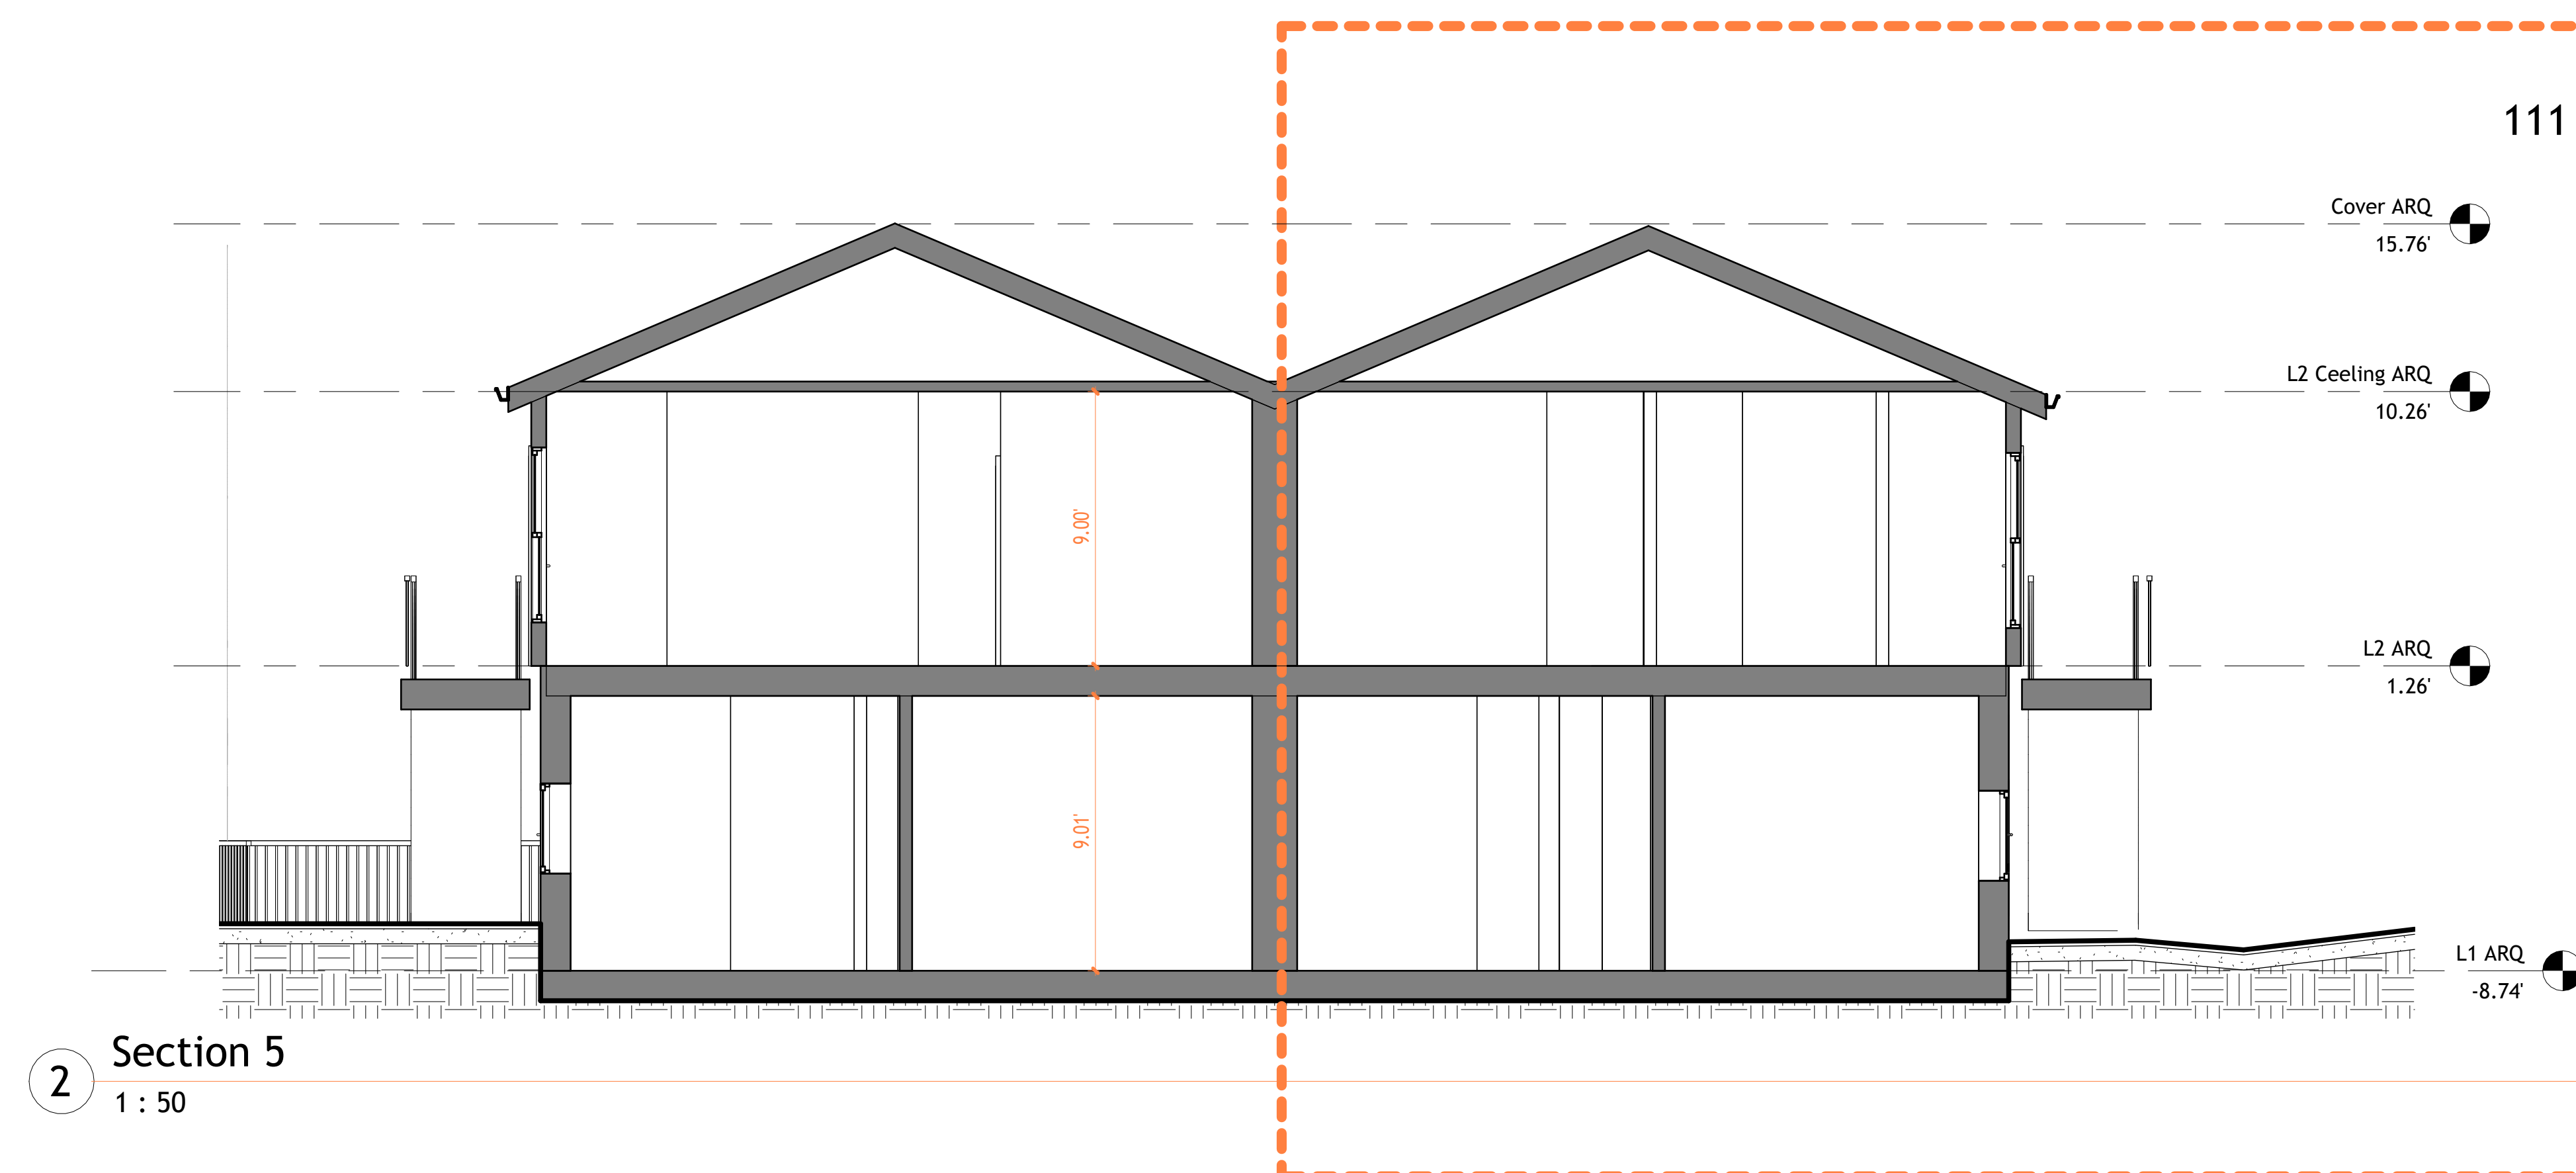 111
Cover ARQ
15.76'
L2 Ceeling ARQ
10.26'
9.00'
L2 ARQ
1.26'
9.01'
L1 ARQ
-8.74'
2
Section 5
1 : 50